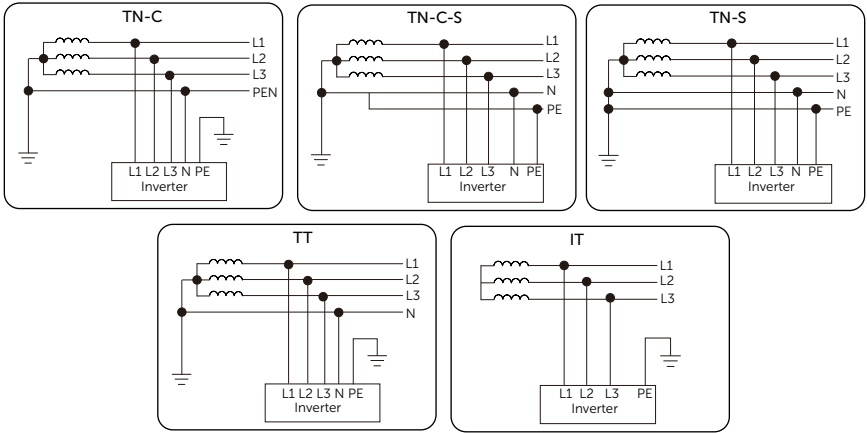 TN-C
L1
L2
L3
PEN
L1 L2 L3 N PE
Inverter
TN-C-S
L1
L2
L3
N
PE
L1 L2 L3 N PE
Inverter
TN-S
L1
L2
L3
N
PE
L1 L2 L3 N PE
Inverter
TT
L1
L2
L3
N
L1 L2 L3 N PE
Inverter
IT
L1
L2
L3
L1 L2 L3 PE
Inverter